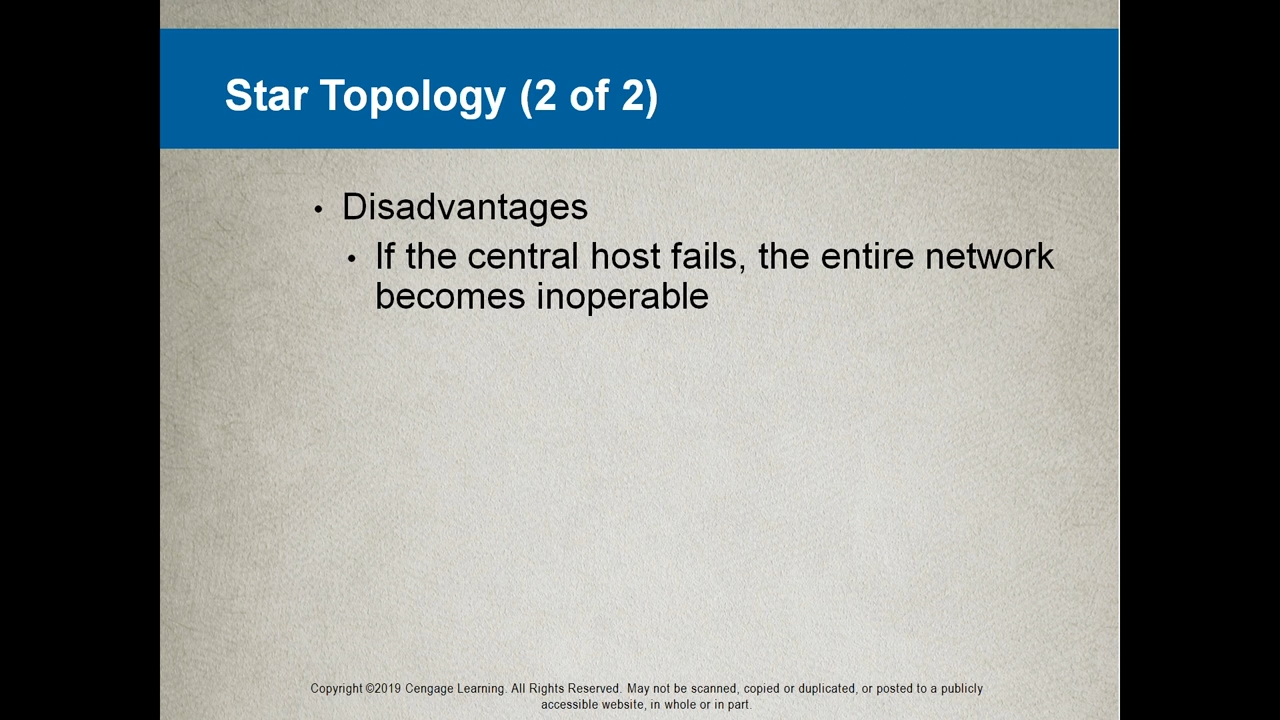 Star Topology (2 of 2)
• Disadvantages
• If the central host fails, the entire network
becomes inoperable
Copyright ©2019 Cengage Learning. All Rights Reserved. May not be scanned, copied or duplicated, or posted to a publicly
accessible website, in whole or in part.